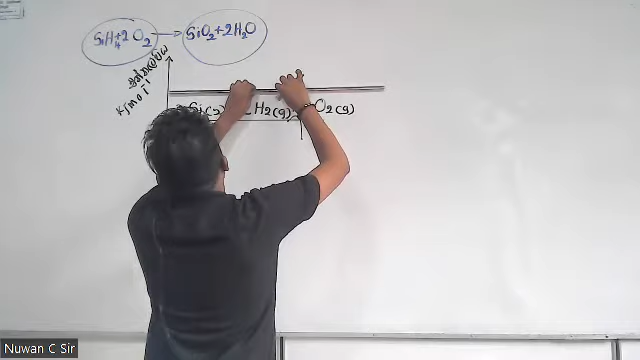 SiH₄+2O₂ → SiO₂+2H₂O
kJmol⁻¹
Si(s) H₂(g) O₂(g)
Nuwan C Sir